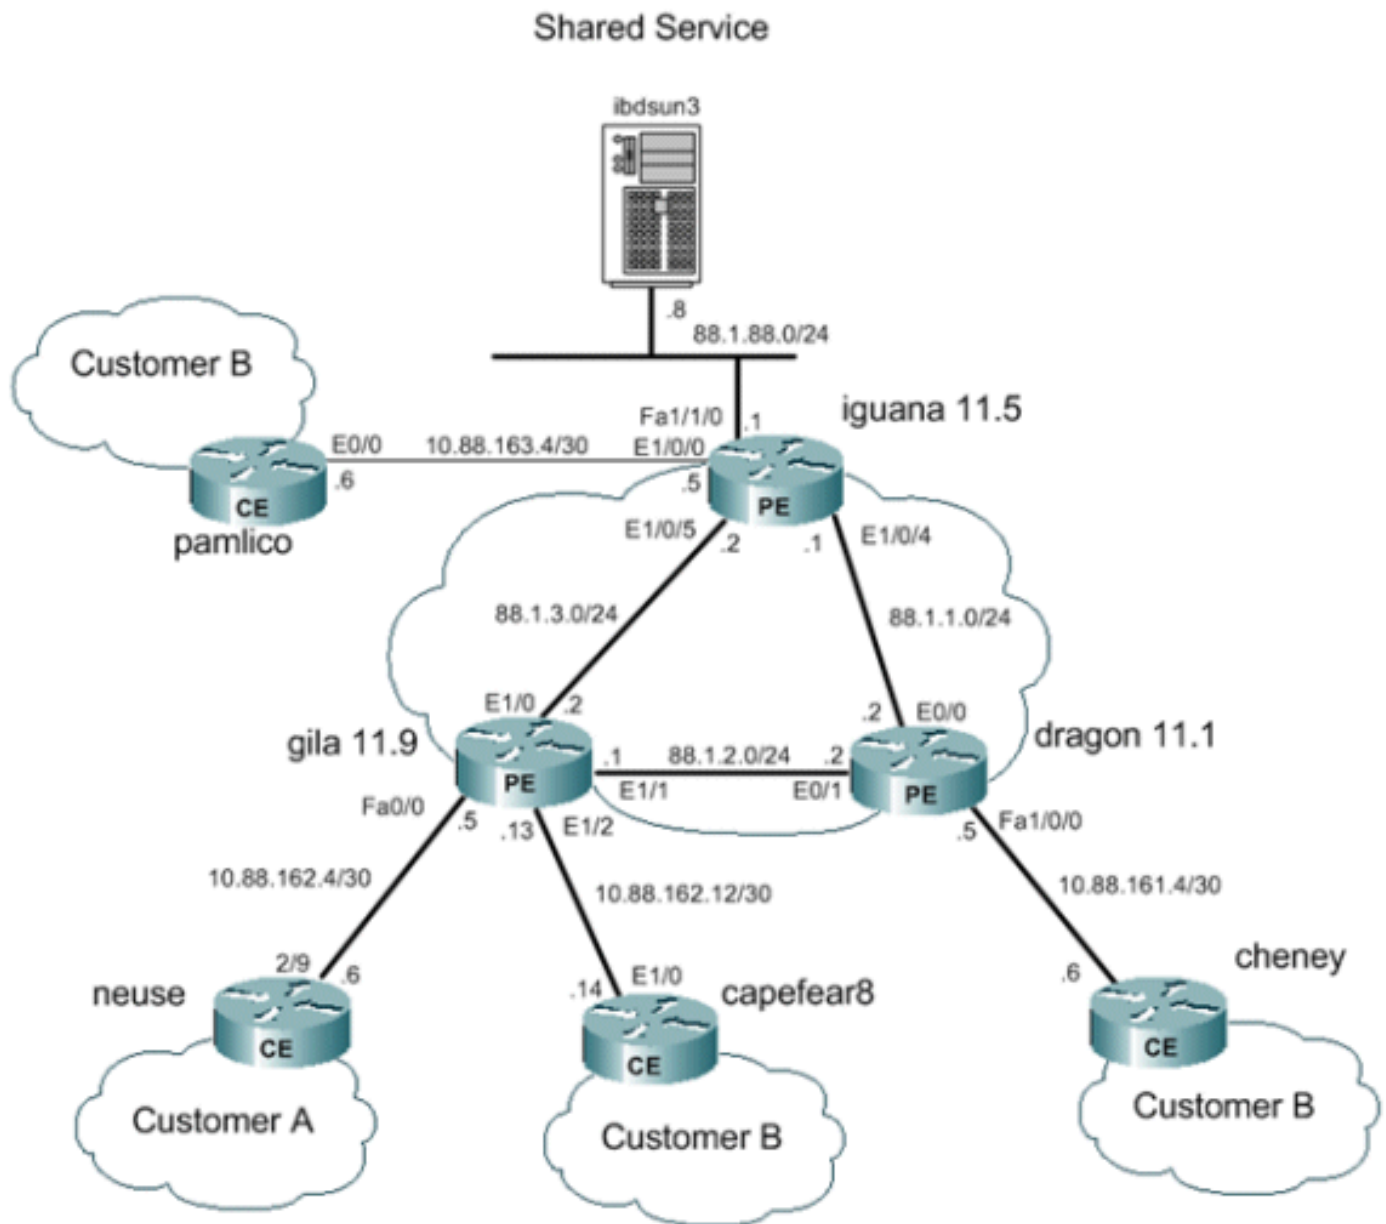 Shared Service
ibdsun3
.8
88.1.88.0/24
Customer B
Fa1/1/0
.1
iguana 11.5
E0/0
10.88.163.4/30
E1/0/0
.6
.5
CE
PE
pamlico
E1/0/5
.2
.1
E1/0/4
88.1.3.0/24
88.1.1.0/24
E1/0
.2
.2
E0/0
gila 11.9
dragon 11.1
.1
88.1.2.0/24
.2
PE
E1/1
E0/1
PE
Fa0/0
.5
.13
E1/2
.5
Fa1/0/0
10.88.162.4/30
10.88.162.12/30
10.88.161.4/30
2/9
.6
E1/0
.6
cheney
neuse
.14
capefear8
CE
CE
CE
Customer A
Customer B
Customer B